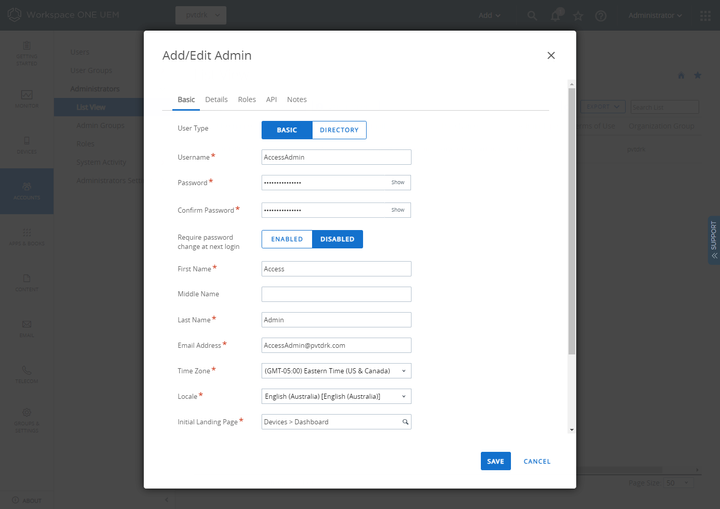 Workspace ONE UEM
Add
Administrator
Add/Edit Admin
Basic Details Roles API Notes
User Type BASIC DIRECTORY
Username* AccessAdmin
Password* ••••••••••••••• Show
Confirm Password* ••••••••••••••• Show
Require password
change at next login
ENABLED DISABLED
First Name* Access
Middle Name
Last Name* Admin
Email Address* AccessAdmin@pvtdrk.com
Time Zone* (GMT-05:00) Eastern Time (US & Canada)
Locale* English (Australia) [English (Australia)]
Initial Landing Page* Devices > Dashboard
SAVE CANCEL
Users
User Groups
Administrators
List View
Admin Groups
Roles
System Activity
ACCOUNTS
SUPPORT
ABOUT
Page Size 50